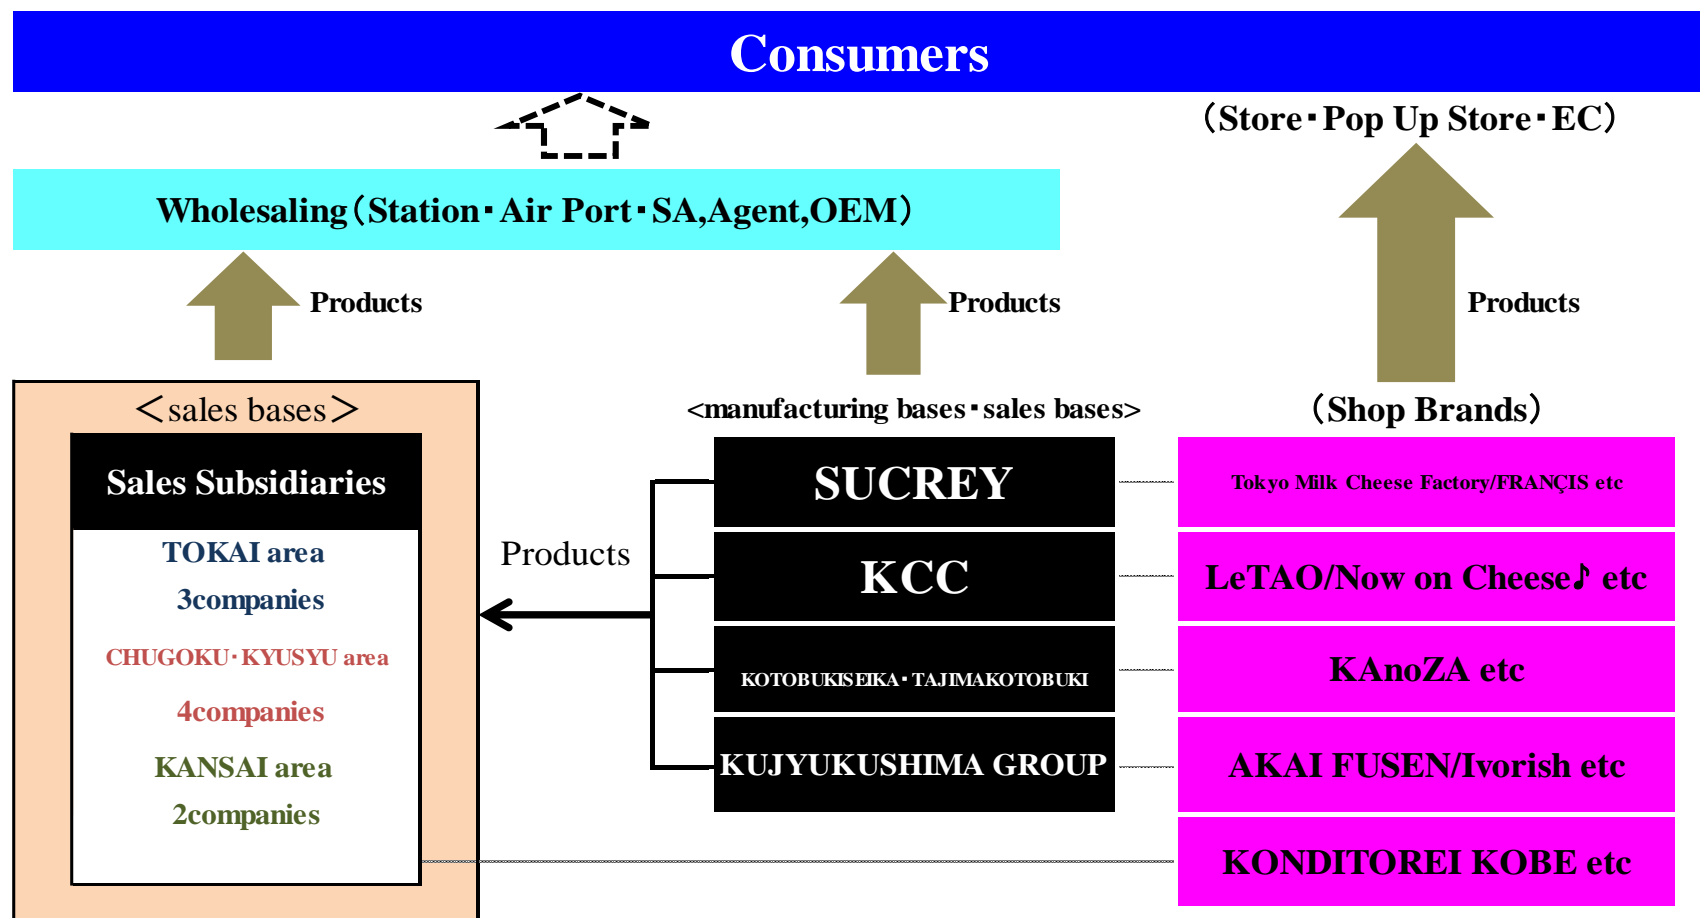 Consumers
（Store・Pop Up Store・EC）
Wholesaling（Station・Air Port・SA,Agent,OEM）
Products
Products
Products
＜sales bases＞
<manufacturing bases・sales bases>
（Shop Brands）
Sales Subsidiaries
TOKAI area
3companies
CHUGOKU・KYUSYU area
4companies
KANSAI area
2companies
Products
SUCREY
KCC
KOTOBUKISEIKA・TAJIMAKOTOBUKI
KUJYUKUSHIMA GROUP
Tokyo Milk Cheese Factory/FRANÇIS etc
LeTAO/Now on Cheese♪ etc
KAnoZA etc
AKAI FUSEN/Ivorish etc
KONDITOREI KOBE etc